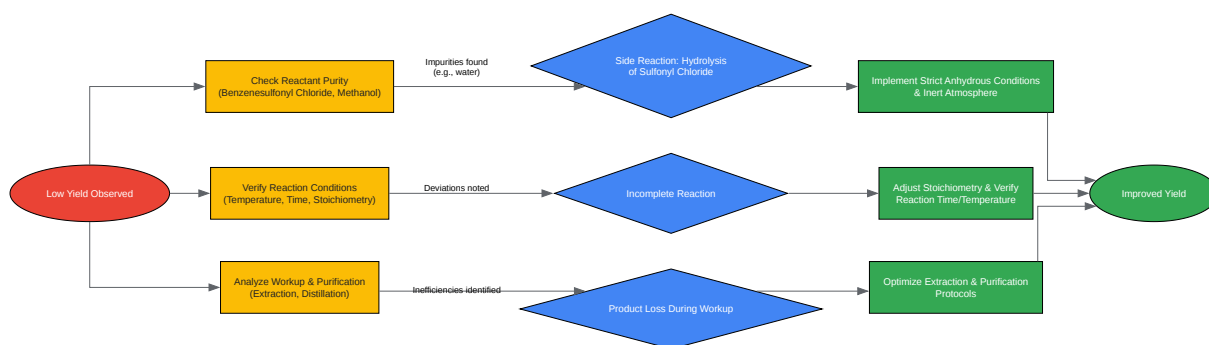 Low Yield Observed
Check Reactant Purity
(Benzenesulfonyl Chloride, Methanol)
Impurities found
(e.g., water)
Side Reaction: Hydrolysis
of Sulfonyl Chloride
Implement Strict Anhydrous Conditions
& Inert Atmosphere
Verify Reaction Conditions
(Temperature, Time, Stoichiometry)
Deviations noted
Incomplete Reaction
Adjust Stoichiometry & Verify
Reaction Time/Temperature
Analyze Workup & Purification
(Extraction, Distillation)
Inefficiencies identified
Product Loss During Workup
Optimize Extraction & Purification
Protocols
Improved Yield